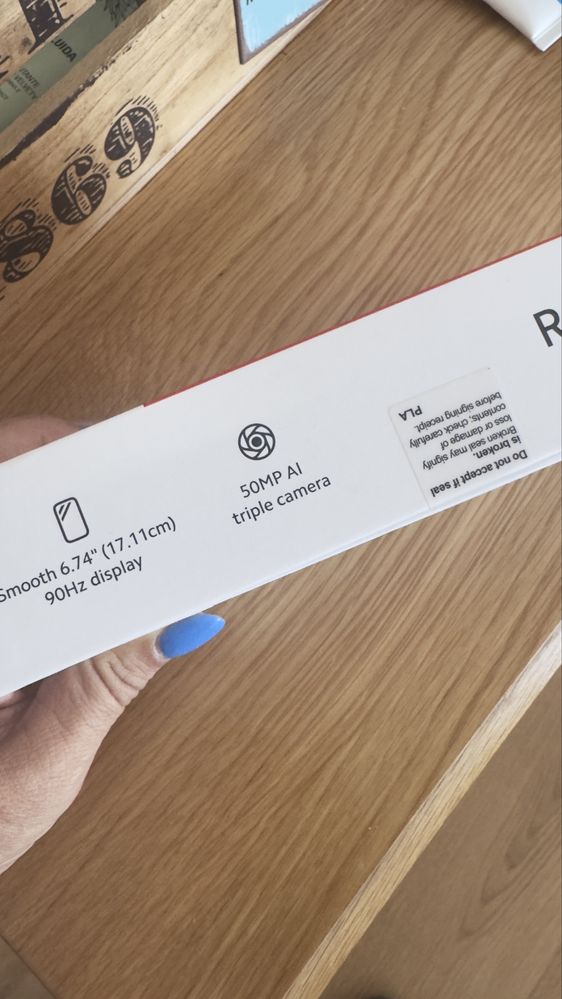 UIDA
Smooth 6.74" (17.11cm)
90Hz display
50MP AI
triple camera
R
Do not accept if seal
is broken.
Broken seal may signify
loss or damage of
contents; check carefully
before signing receipt.
PLA